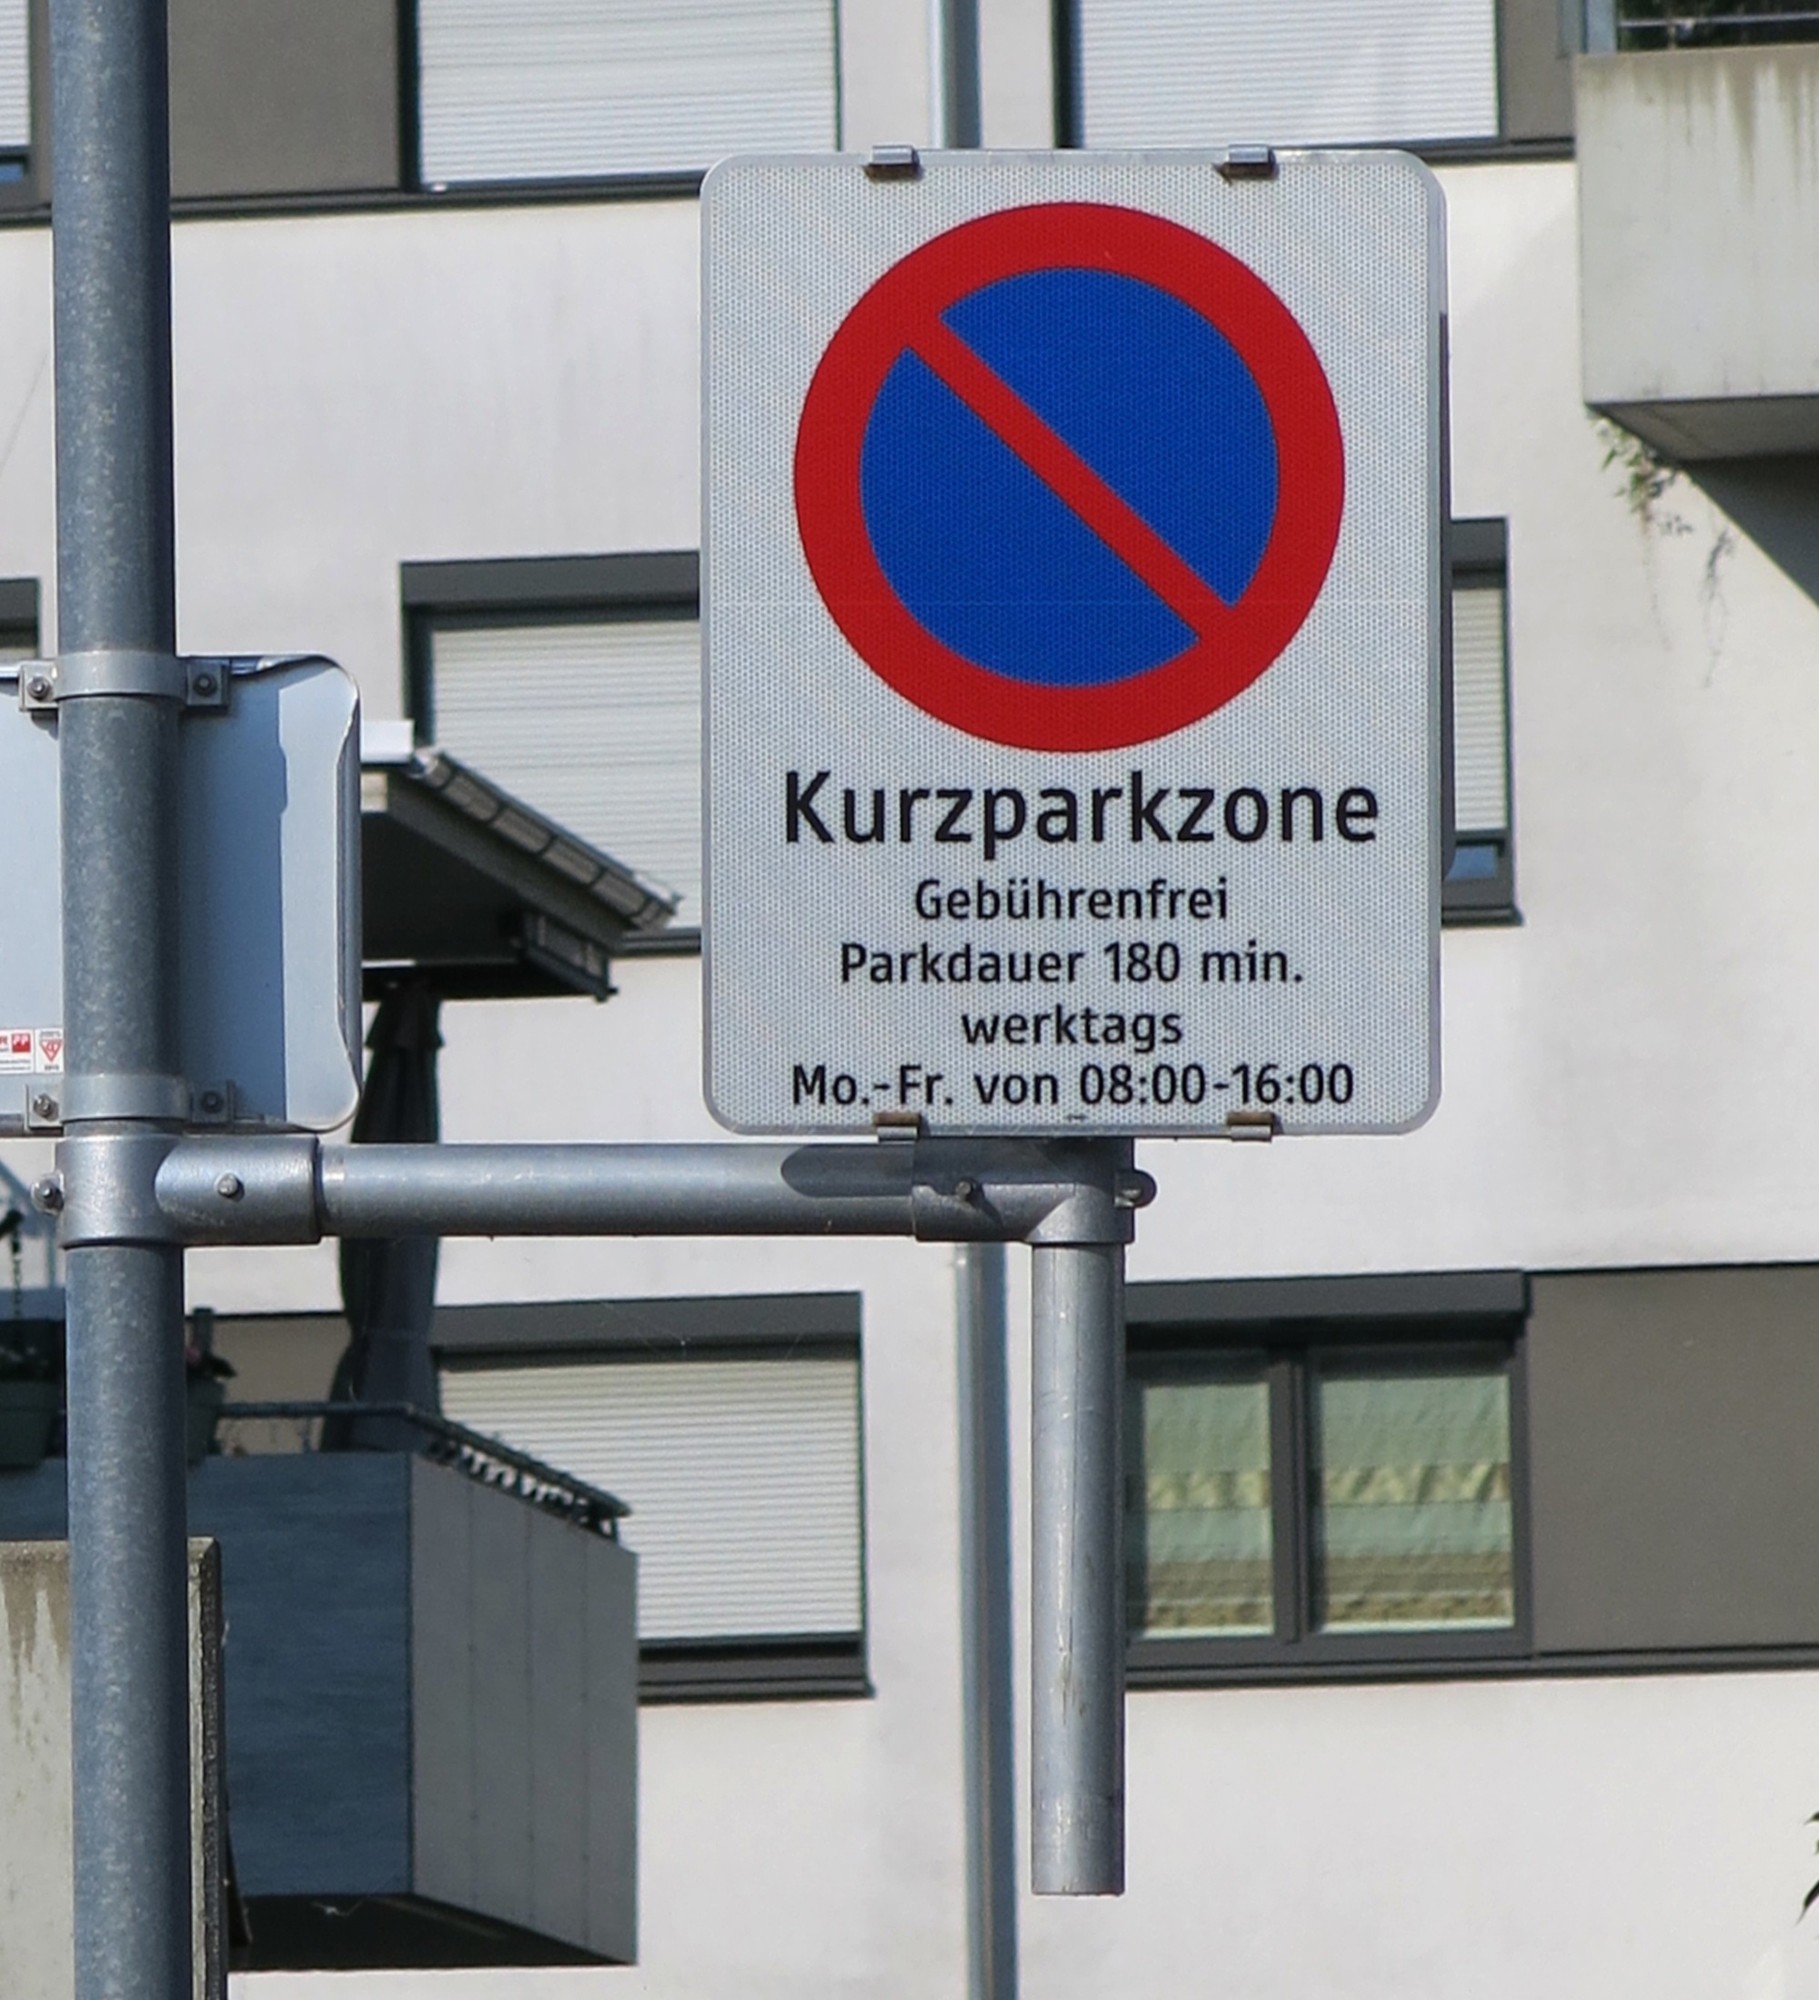 Kurzparkzone
Gebührenfrei
Parkdauer 180 min.
werktags
Mo.-Fr. von 08:00-16:00